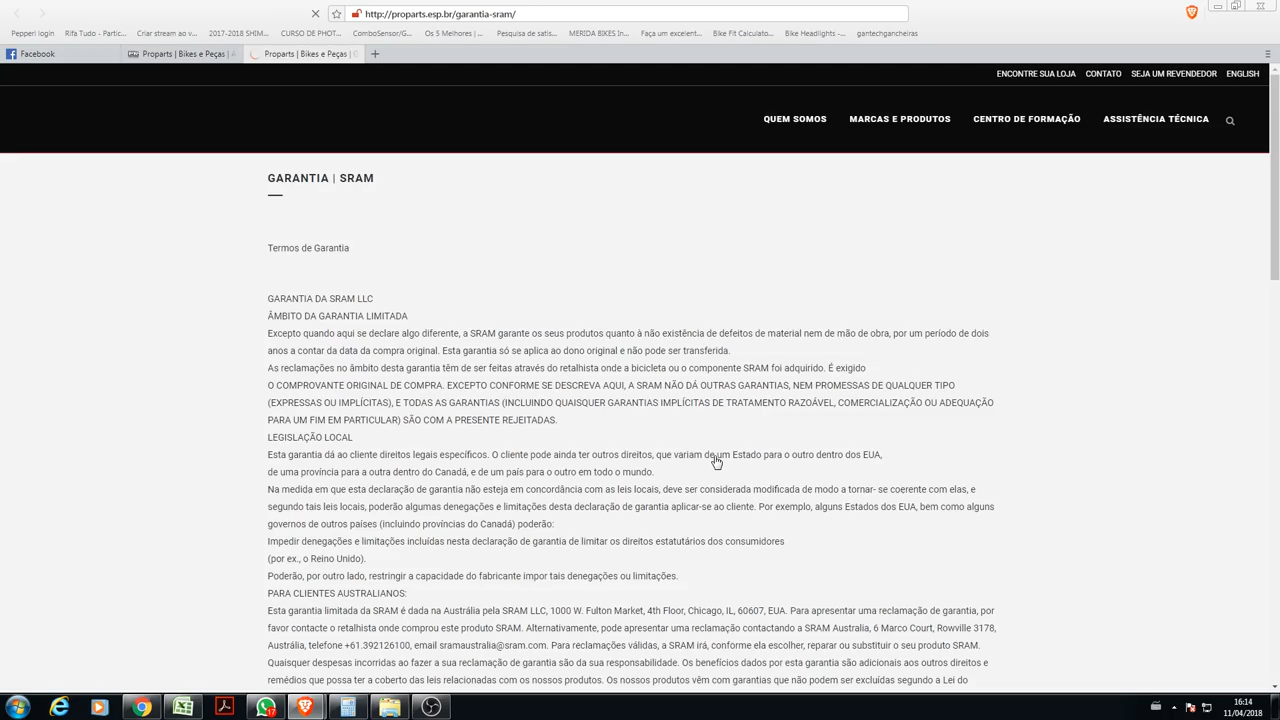 http://proparts.esp.br/garantia-sram/
Pepperi login
Rifa Tudo - Partic...
Criar stream ao v...
2017-2018 SHIM...
CURSO DE PHOT...
ComboSensor/G...
Os 5 Melhores | ...
Pesquisa de satis...
MERIDA BIKES In...
Faça um excelent...
Bike Fit Calculato...
Bike Headlights -...
gantechgancheiras
Facebook
Proparts | Bikes e Peças | A
Proparts | Bikes e Peças | G
ENCONTRE SUA LOJA CONTATO SEJA UM REVENDEDOR ENGLISH
QUEM SOMOS MARCAS E PRODUTOS CENTRO DE FORMAÇÃO ASSISTÊNCIA TÉCNICA
GARANTIA | SRAM
Termos de Garantia
GARANTIA DA SRAM LLC
ÂMBITO DA GARANTIA LIMITADA
Excepto quando aqui se declare algo diferente, a SRAM garante os seus produtos quanto à não existência de defeitos de material nem de mão de obra, por um período de dois
anos a contar da data da compra original. Esta garantia só se aplica ao dono original e não pode ser transferida.
As reclamações no âmbito desta garantia têm de ser feitas através do retalhista onde a bicicleta ou o componente SRAM foi adquirido. É exigido
O COMPROVANTE ORIGINAL DE COMPRA. EXCEPTO CONFORME SE DESCREVA AQUI, A SRAM NÃO DÁ OUTRAS GARANTIAS, NEM PROMESSAS DE QUALQUER TIPO
(EXPRESSAS OU IMPLÍCITAS), E TODAS AS GARANTIAS (INCLUINDO QUAISQUER GARANTIAS IMPLÍCITAS DE TRATAMENTO RAZOÁVEL, COMERCIALIZAÇÃO OU ADEQUAÇÃO
PARA UM FIM EM PARTICULAR) SÃO COM A PRESENTE REJEITADAS.
LEGISLAÇÃO LOCAL
Esta garantia dá ao cliente direitos legais específicos. O cliente pode ainda ter outros direitos, que variam de um Estado para o outro dentro dos EUA,
de uma província para a outra dentro do Canadá, e de um país para o outro em todo o mundo.
Na medida em que esta declaração de garantia não esteja em concordância com as leis locais, deve ser considerada modificada de modo a tornar- se coerente com elas, e
segundo tais leis locais, poderão algumas denegações e limitações desta declaração de garantia aplicar-se ao cliente. Por exemplo, alguns Estados dos EUA, bem como alguns
governos de outros países (incluindo províncias do Canadá) poderão:
Impedir denegações e limitações incluídas nesta declaração de garantia de limitar os direitos estatutários dos consumidores
(por ex., o Reino Unido).
Poderão, por outro lado, restringir a capacidade do fabricante impor tais denegações ou limitações.
PARA CLIENTES AUSTRALIANOS:
Esta garantia limitada da SRAM é dada na Austrália pela SRAM LLC, 1000 W. Fulton Market, 4th Floor, Chicago, IL, 60607, EUA. Para apresentar uma reclamação de garantia, por
favor contacte o retalhista onde comprou este produto SRAM. Alternativamente, pode apresentar uma reclamação contactando a SRAM Australia, 6 Marco Court, Rowville 3178,
Austrália, telefone +61.392126100, email sramaustralia@sram.com. Para reclamações válidas, a SRAM irá, conforme ela escolher, reparar ou substituir o seu produto SRAM.
Quaisquer despesas incorridas ao fazer a sua reclamação de garantia são da sua responsabilidade. Os benefícios dados por esta garantia são adicionais aos outros direitos e
remédios que possa ter a coberto das leis relacionadas com os nossos produtos. Os nossos produtos vêm com garantias que não podem ser excluídas segundo a Lei do
17
16:14
11/04/2018